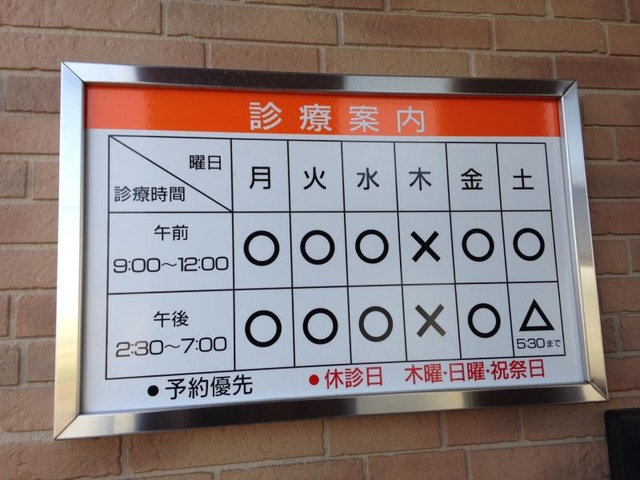 診療案内
曜日
診療時間
月 火 水 木 金 土
午前
9:00～12:00 ○ ○ ○ × ○ ○
午後
2:30～7:00 ○ ○ ○ × ○ △
5:30まで
●予約優先 ●休診日 木曜・日曜・祝祭日